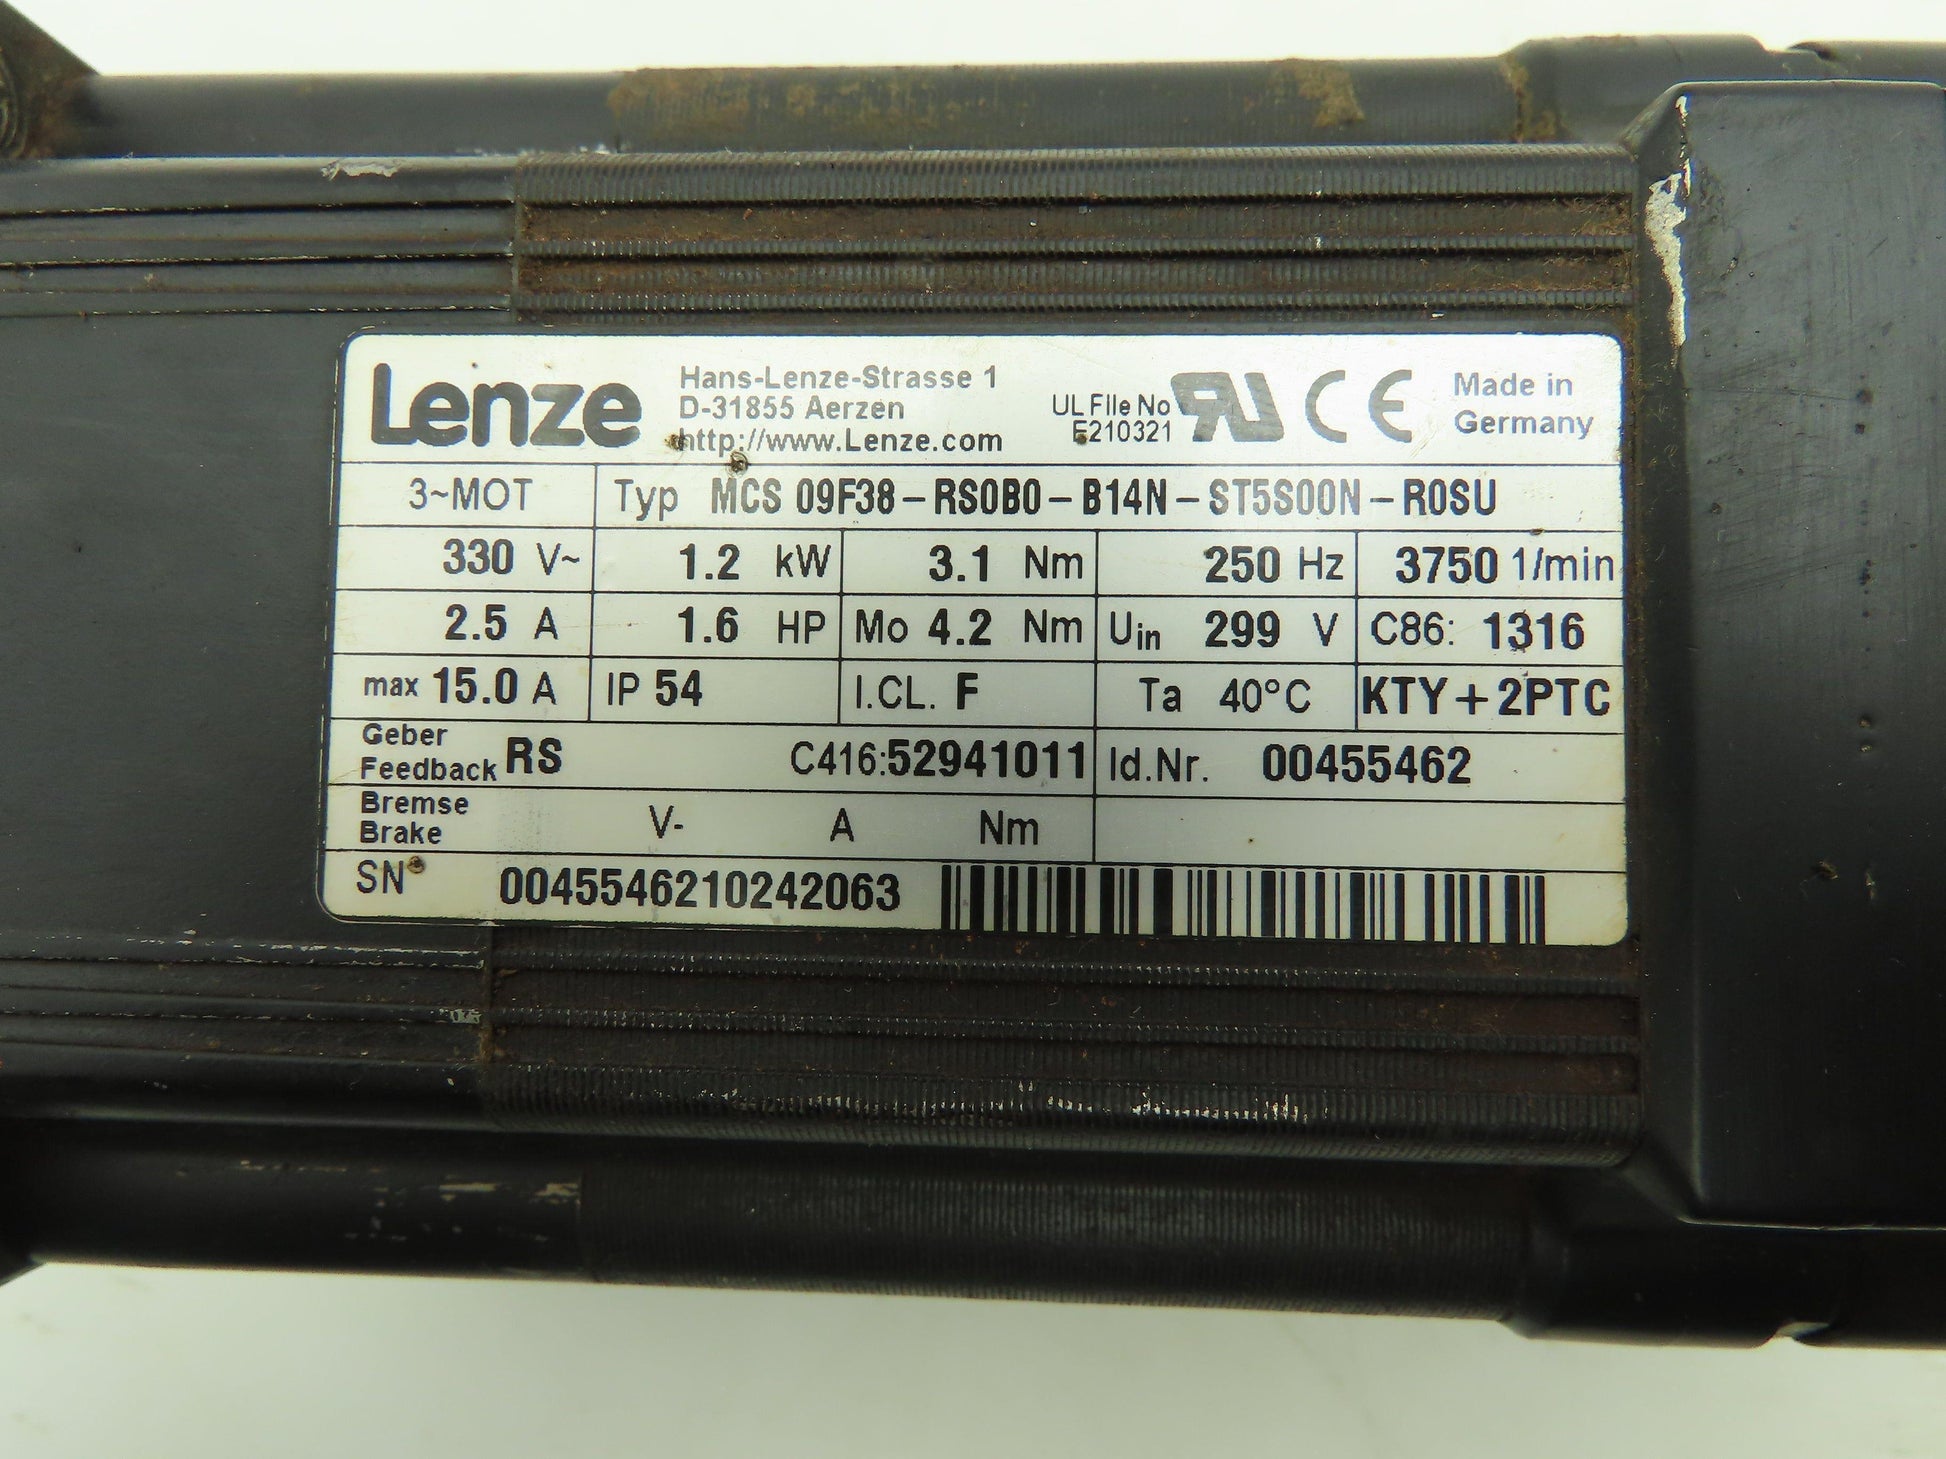 Lenze
Hans-Lenze-Strasse 1
D-31855 Aerzen
http://www.Lenze.com
UL File No
E210321
RU CE
Made in
Germany
3~MOT Typ MCS 09F38-RS0B0-B14N-ST5S00N-R0SU
330 V~ 1.2 kW 3.1 Nm 250 Hz 3750 1/min
2.5 A 1.6 HP Mo 4.2 Nm Uin 299 V C86: 1316
max 15.0 A IP 54 I.CL. F Ta 40°C KTY+2PTC
Geber
Feedback RS C416:52941011 Id.Nr. 00455462
Bremse
Brake V- A Nm
SN 0045546210242063